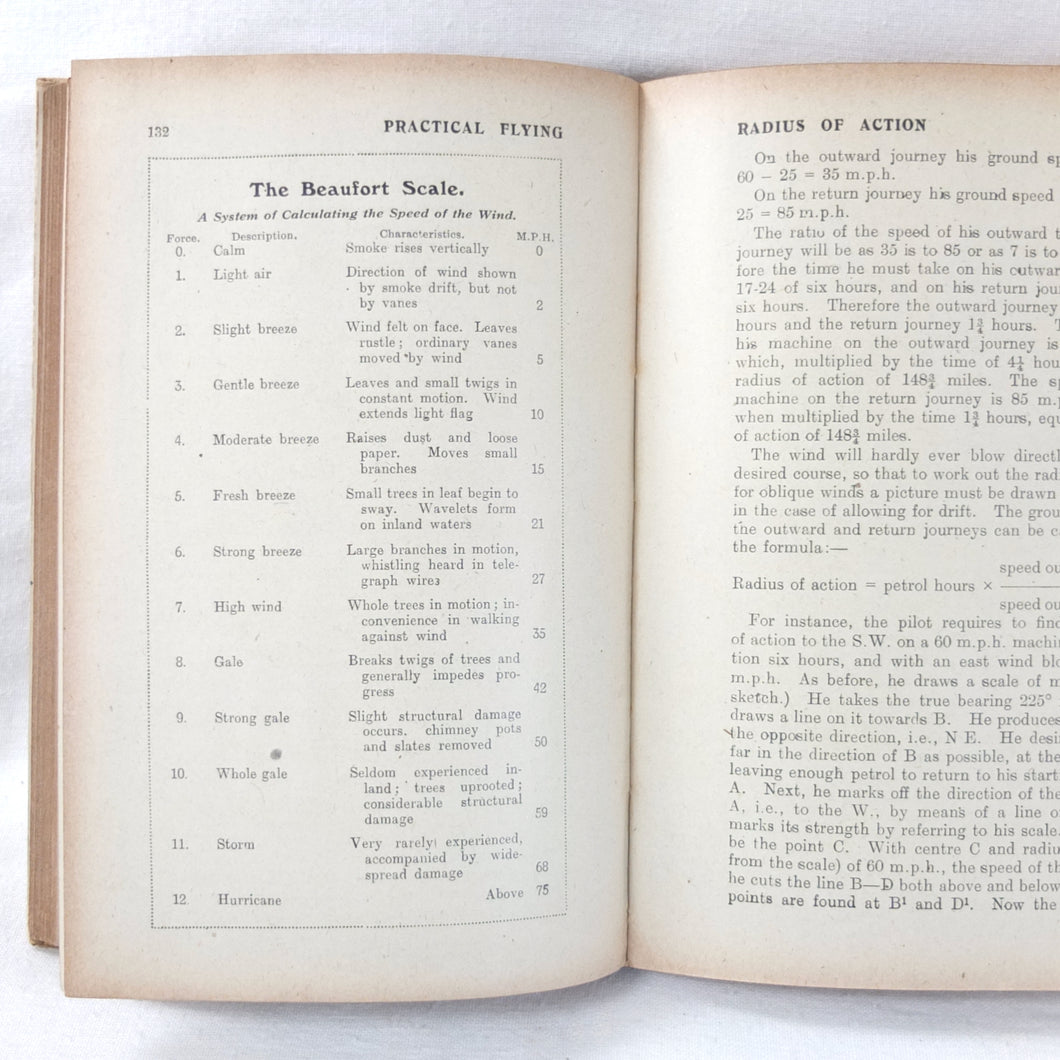 132
PRACTICAL FLYING
The Beaufort Scale.
A System of Calculating the Speed of the Wind.
Force. Description. Characteristics. M.P.H.
0. Calm Smoke rises vertically 0
1. Light air Direction of wind shown
by smoke drift, but not
by vanes 2
2. Slight breeze Wind felt on face. Leaves
rustle; ordinary vanes
moved by wind 5
3. Gentle breeze Leaves and small twigs in
constant motion. Wind
extends light flag 10
4. Moderate breeze Raises dust and loose
paper. Moves small
branches 15
5. Fresh breeze Small trees in leaf begin to
sway. Wavelets form
on inland waters 21
6. Strong breeze Large branches in motion,
whistling heard in tele-
graph wires 27
7. High wind Whole trees in motion; in-
convenience in walking
against wind 35
8. Gale Breaks twigs of trees and
generally impedes pro-
gress 42
9. Strong gale Slight structural damage
occurs. chimney pots
and slates removed 50
10. Whole gale Seldom experienced in-
land; trees uprooted;
considerable structural
damage 59
11. Storm Very rarely experienced,
accompanied by wide-
spread damage 68
12 Hurricane Above 75
RADIUS OF ACTION
On the outward journey his ground sp
60 − 25 = 35 m.p.h.
On the return journey his ground speed
25 = 85 m.p.h.
The ratio of the speed of his outward t
journey will be as 35 is to 85 or as 7 is to
fore the time he must take on his outwar
17-24 of six hours, and on his return jou
six hours. Therefore the outward journey
hours and the return journey 1¾ hours. T
his machine on the outward journey is
which, multiplied by the time of 4¼ hou
radius of action of 148¾ miles. The sp
machine on the return journey is 85 m.p
when multiplied by the time 1¾ hours, equ
of action of 148¾ miles.
The wind will hardly ever blow directl
desired course, so that to work out the rad
for oblique winds a picture must be drawn
in the case of allowing for drift. The grou
the outward and return journeys can be c
the formula:—
speed ou
Radius of action = petrol hours ×
speed ou
For instance, the pilot requires to find
of action to the S.W. on a 60 m.p.h. machin
tion six hours, and with an east wind blo
m.p.h. As before, he draws a scale of m
sketch.) He takes the true bearing 225°
draws a line on it towards B. He produces
the opposite direction, i.e., N E. He desi
far in the direction of B as possible, at the
leaving enough petrol to return to his start
A. Next, he marks off the direction of the
A, i.e., to the W., by means of a line o
marks its strength by referring to his scale.
be the point C. With centre C and radiu
from the scale) of 60 m.p.h., the speed of th
he cuts the line B—D both above and below
points are found at B¹ and D¹. Now the